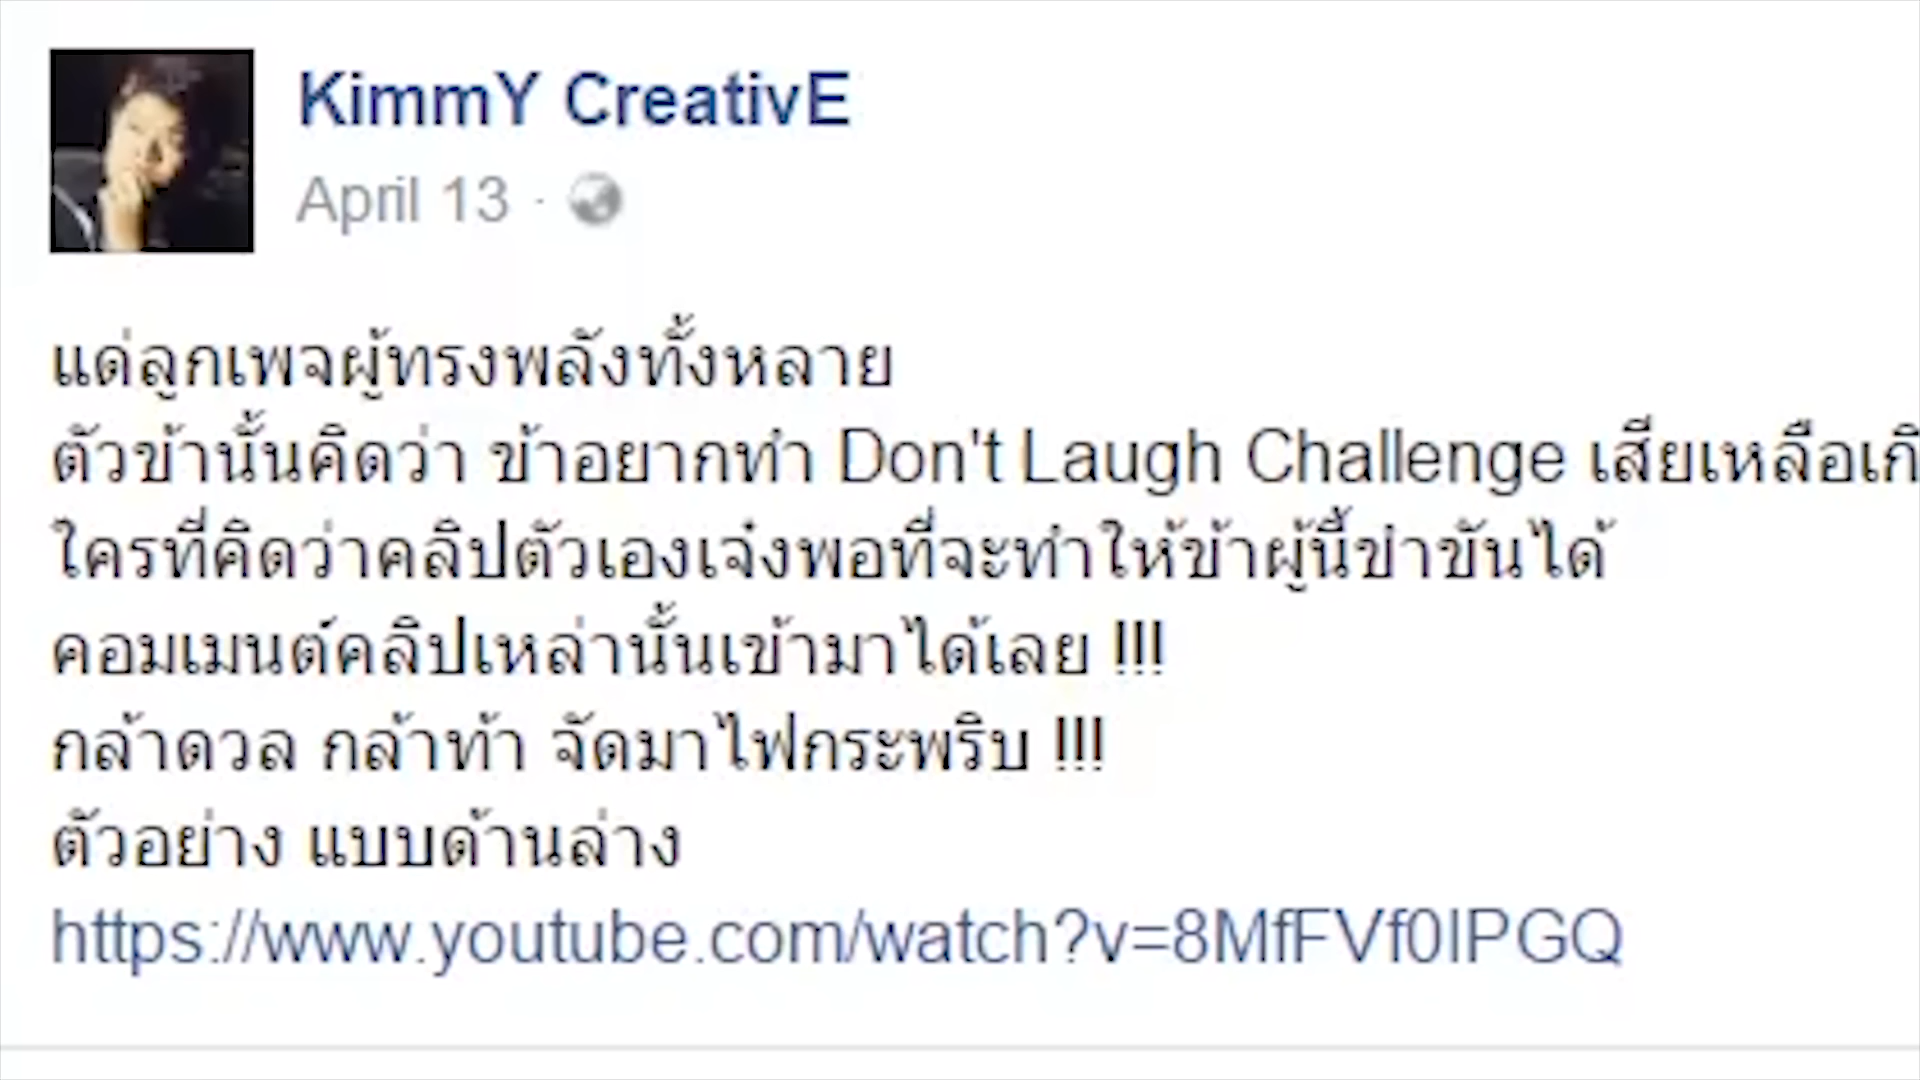 KimmY CreativE
April 13 ·
แด่ลูกเพจผู้ทรงพลังทั้งหลาย
ตัวข้านั้นคิดว่า ข้าอยากทำ Don't Laugh Challenge เสียเหลือเกิ
ใครที่คิดว่าคลิปตัวเองเจ๋งพอที่จะทำให้ข้าผู้นี้ขำขันได้
คอมเมนต์คลิปเหล่านั้นเข้ามาได้เลย !!!
กล้าดวล กล้าท้า จัดมาไฟกระพริบ !!!
ตัวอย่าง แบบด้านล่าง
https://www.youtube.com/watch?v=8MfFVf0IPGQ